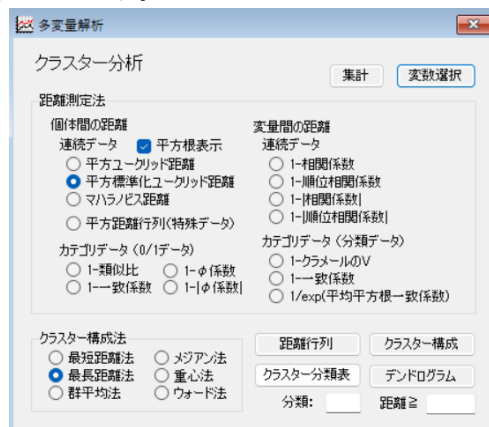 多変量解析
クラスター分析
集計
変数選択
距離測定法
個体間の距離
連続データ 平方根表示
平方ユークリッド距離
平方標準化ユークリッド距離
マハラノビス距離
平方距離行列(特殊データ)
カテゴリデータ (0/1データ)
1-類似比 1-φ係数
1-一致係数 1-|φ係数|
変量間の距離
連続データ
1-相関係数
1-順位相関係数
1-|相関係数|
1-|順位相関係数|
カテゴリデータ (分類データ)
1-クラメールのV
1-一致係数
1/exp(平均平方根一致係数)
クラスター構成法
最短距離法 メジアン法
最長距離法 重心法
群平均法 ウォード法
距離行列 クラスター構成
クラスター分類表 デンドログラム
分類: 距離≧